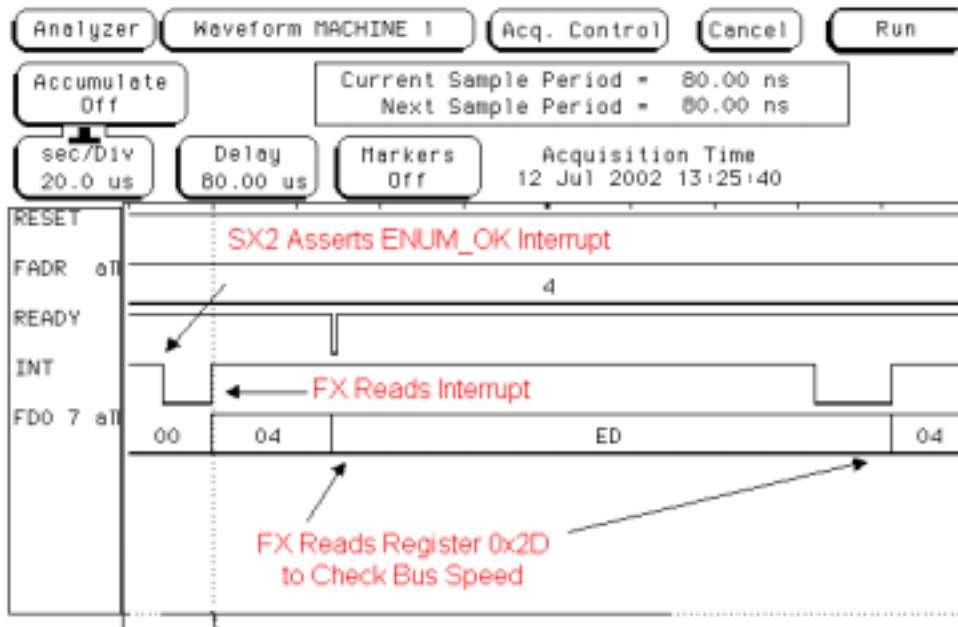 Analyzer Waveform MACHINE 1 Acq. Control Cancel Run
Accumulate
Off
Current Sample Period = 80.00 ns
Next Sample Period = 80.00 ns
sec/Div
20.0 us
Delay
80.00 us
Markers
Off
Acquisition Time
12 Jul 2002 13:25:40
RESET
SX2 Asserts ENUM_OK Interrupt
FADR all
4
READY
INT
FX Reads Interrupt
FDO 7 all
00 04 ED 04
FX Reads Register 0x2D
to Check Bus Speed